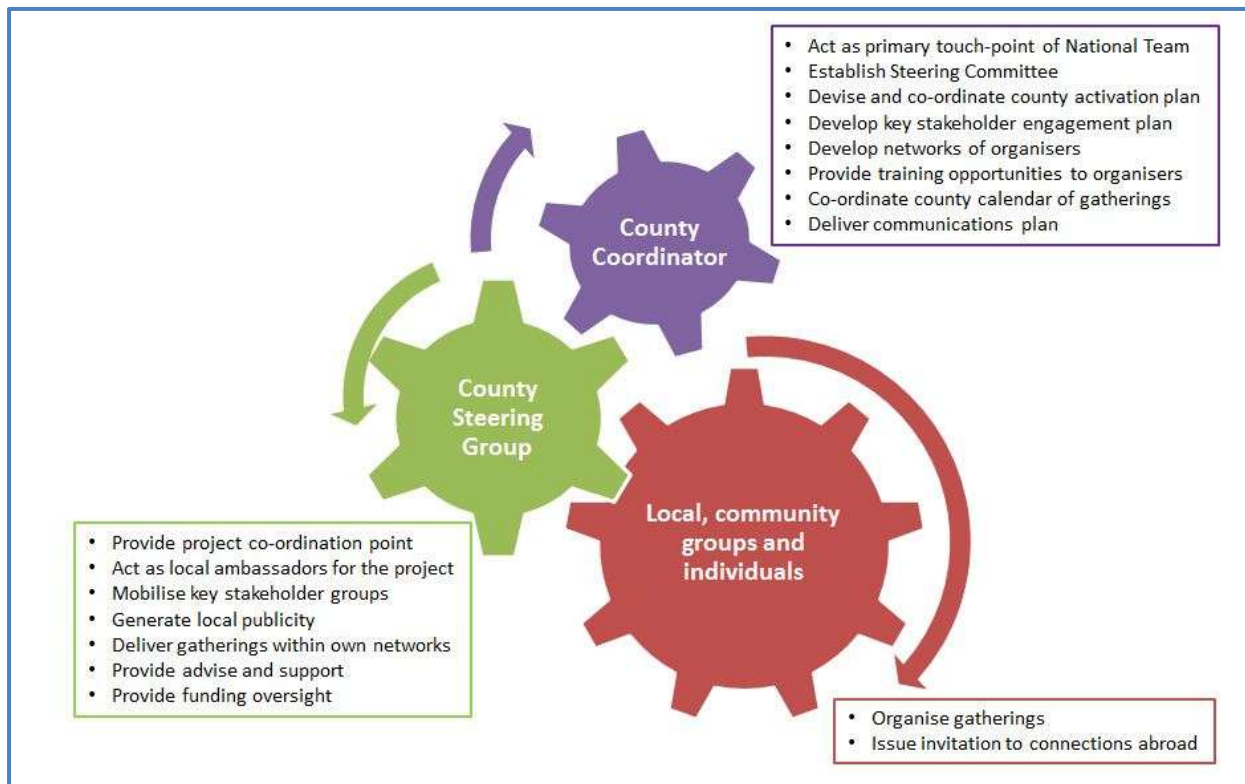 • Act as primary touch-point of National Team
• Establish Steering Committee
• Devise and co-ordinate county activation plan
• Develop key stakeholder engagement plan
• Develop networks of organisers
• Provide training opportunities to organisers
• Co-ordinate county calendar of gatherings
• Deliver communications plan
County
Coordinator
County
Steering
Group
Local, community
groups and
individuals
• Provide project co-ordination point
• Act as local ambassadors for the project
• Mobilise key stakeholder groups
• Generate local publicity
• Deliver gatherings within own networks
• Provide advise and support
• Provide funding oversight
• Organise gatherings
• Issue invitation to connections abroad